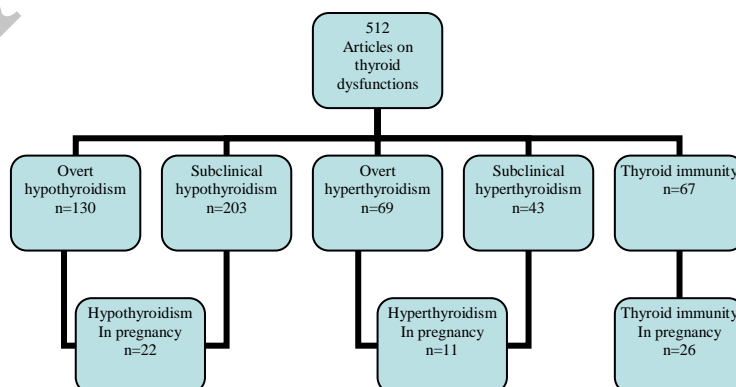 512
Articles on
thyroid
dysfunctions
Overt
hypothyroidism
n=130
Subclinical
hypothyroidism
n=203
Overt
hyperthyroidism
n=69
Subclinical
hyperthyroidism
n=43
Thyroid immunity
n=67
Hypothyroidism
In pregnancy
n=22
Hyperthyroidism
In pregnancy
n=11
Thyroid immunity
In pregnancy
n=26